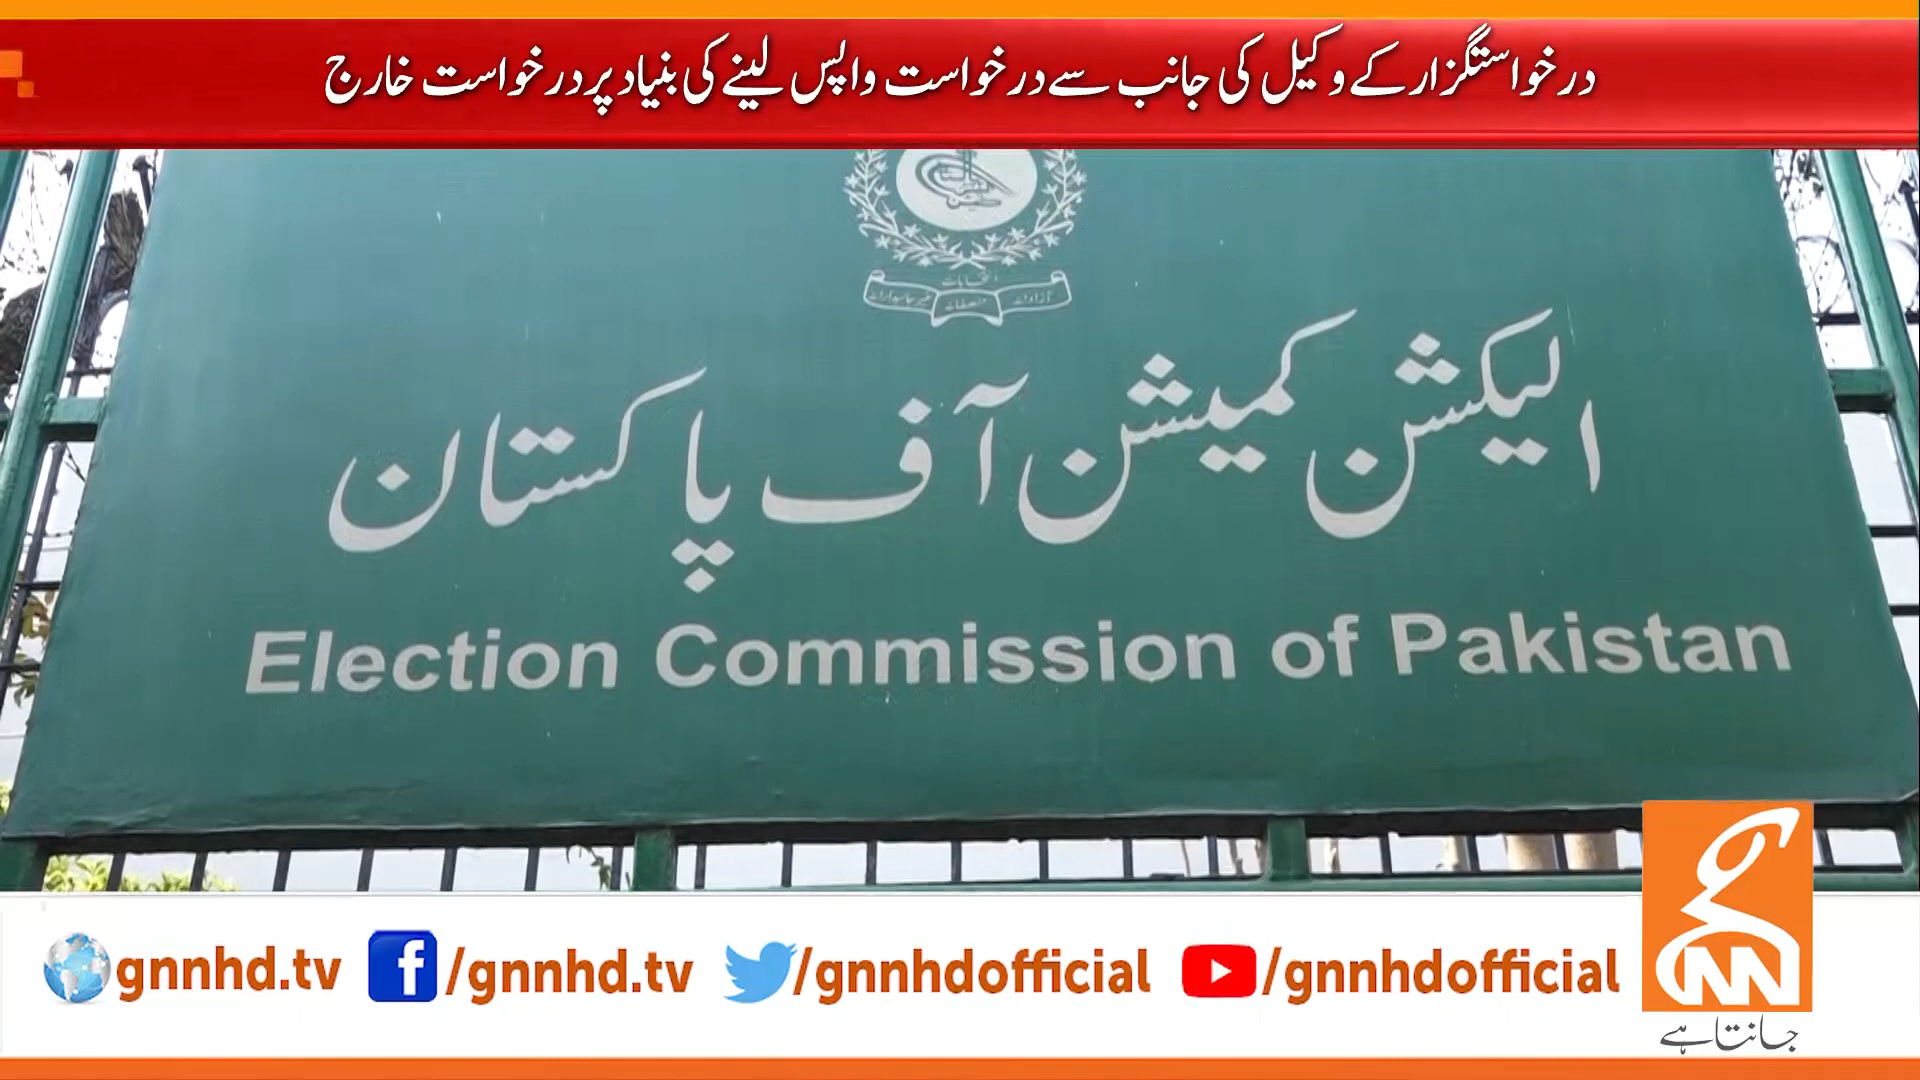 درخواستگزار کے وکیل کی جانب سے درخواست واپس لینے کی بنیاد پر درخواست خارج
الیکشن کمیشن آف پاکستان
Election Commission of Pakistan
gnnhd.tv /gnnhd.tv /gnnhdofficial /gnnhdofficial
GNN
جانتا ہے